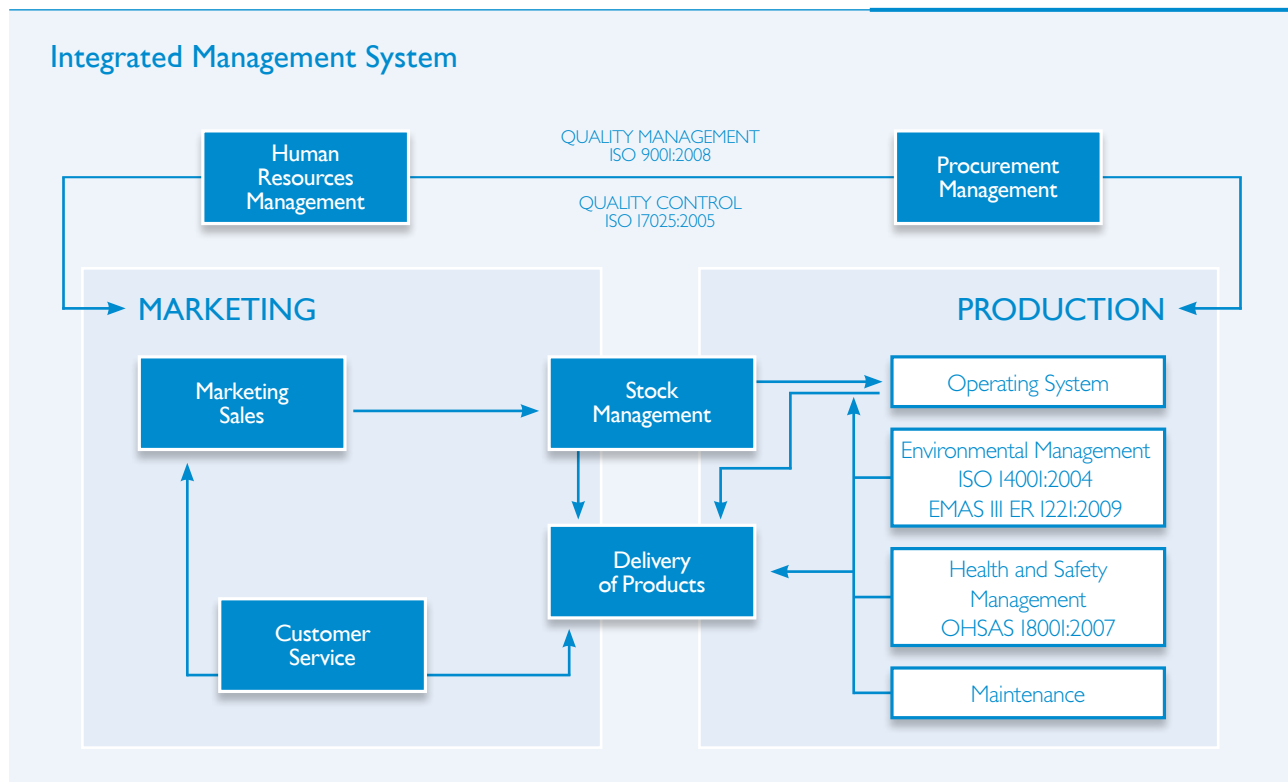 Integrated Management System
Human
Resources
Management
QUALITY MANAGEMENT
ISO 9001:2008
QUALITY CONTROL
ISO 17025:2005
Procurement
Management
MARKETING
Marketing
Sales
Customer
Service
Stock
Management
Delivery
of Products
PRODUCTION
Operating System
Environmental Management
ISO 14001:2004
EMAS III ER 1221:2009
Health and Safety
Management
OHSAS 18001:2007
Maintenance